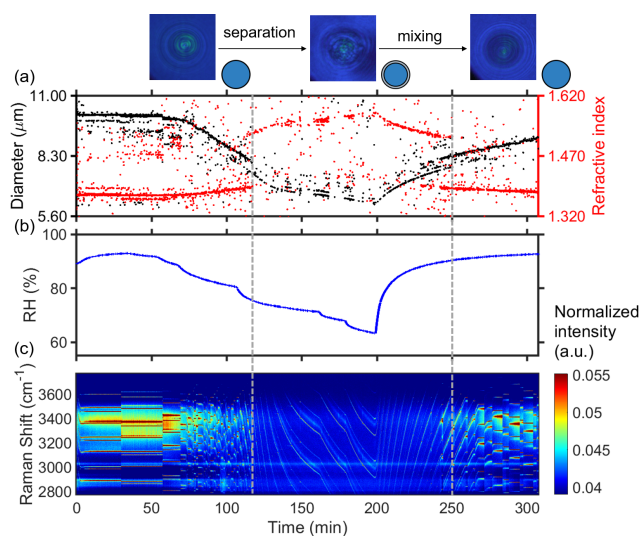 separation
mixing
(a)
11.00
8.30
5.60
Diameter (μm)
1.620
1.470
1.320
Refractive index
(b)
100
80
60
RH (%)
(c)
3600
3400
3200
3000
2800
Raman Shift (cm-1)
0
50
100
150
200
250
300
Time (min)
Normalized
intensity
(a.u.)
0.055
0.05
0.045
0.04